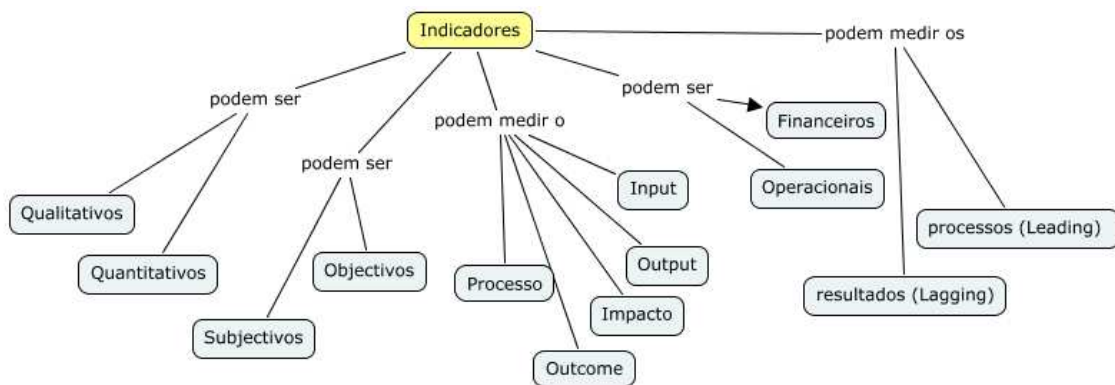 Indicadores
podem medir os
podem ser
podem ser
podem medir o
podem ser
Financeiros
Input
Operacionais
Qualitativos
processos (Leading)
Quantitativos
Objectivos
Output
Processo
resultados (Lagging)
Impacto
Subjectivos
Outcome